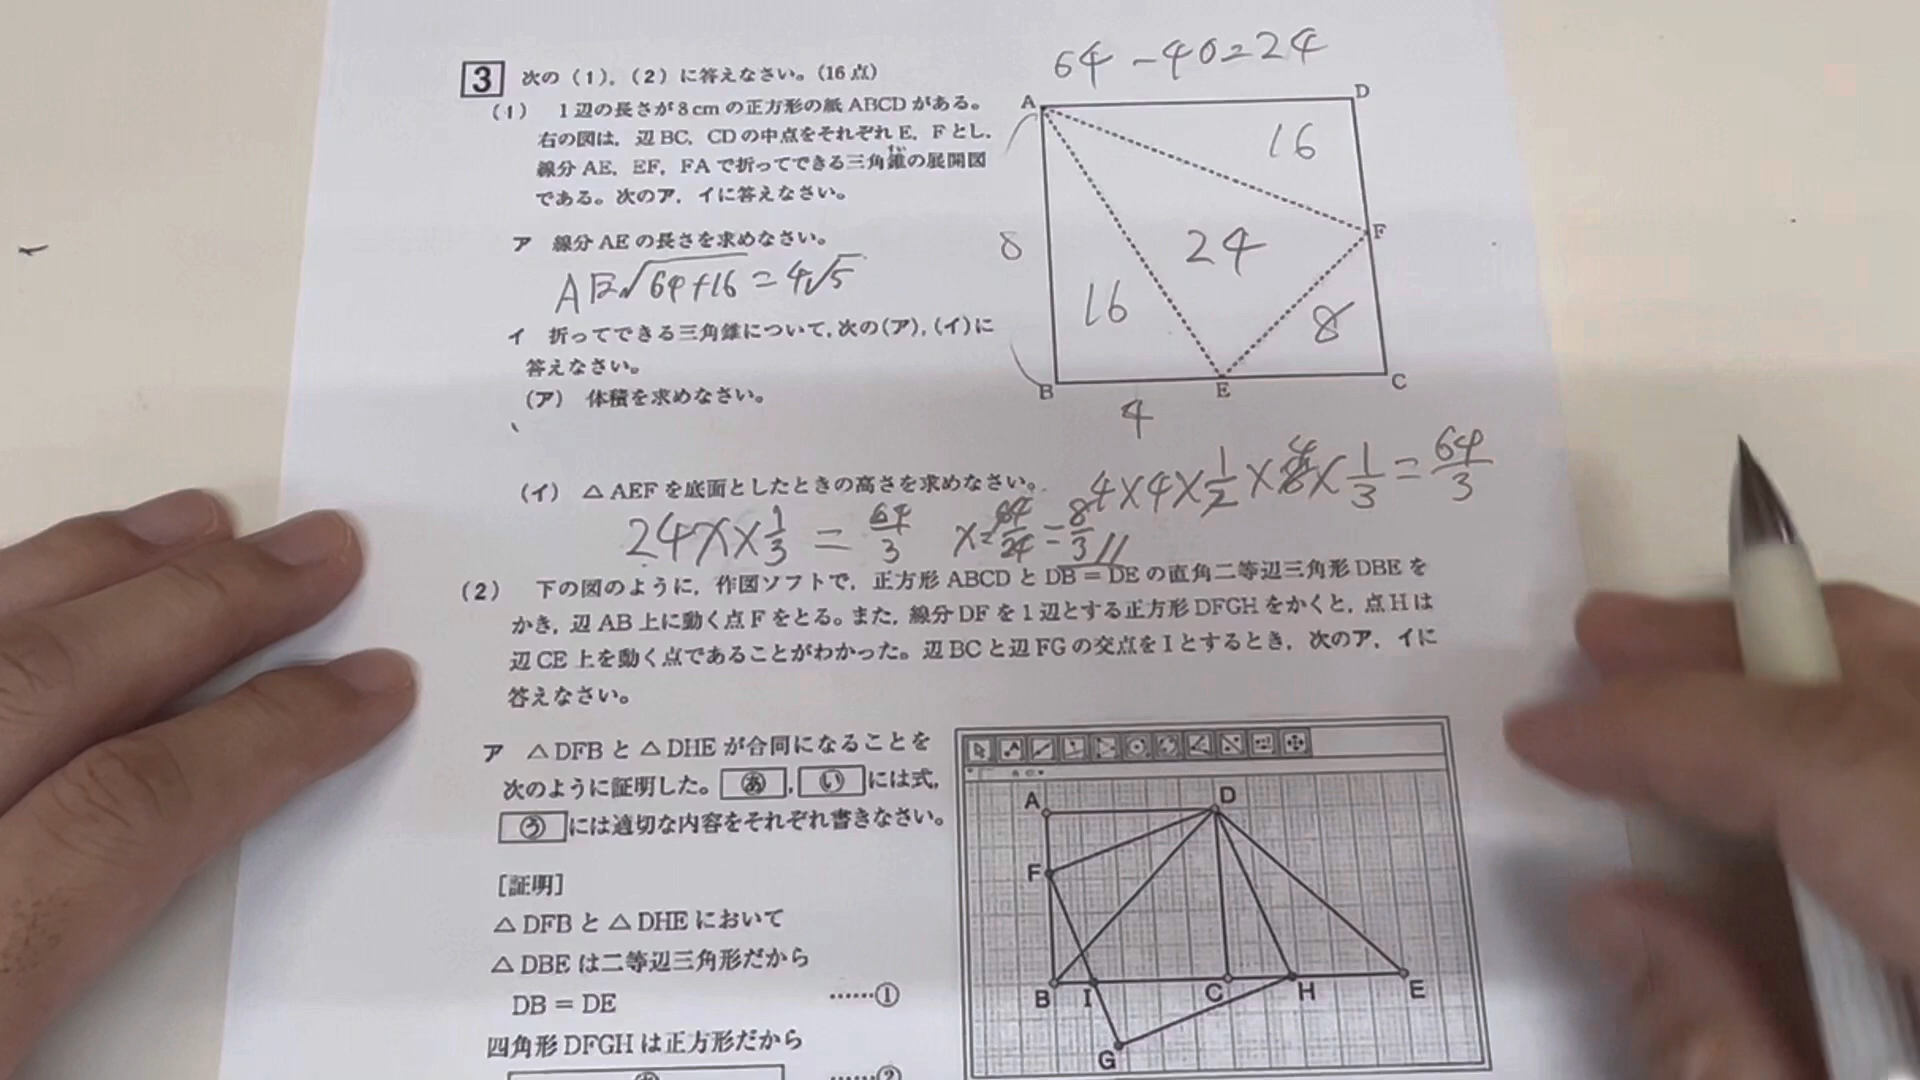 64-40=24
3 次の(1),(2)に答えなさい。(16点)
(1) 1辺の長さが8cmの正方形の紙ABCDがある。
右の図は,辺BC,CDの中点をそれぞれE,Fとし,
線分AE,EF,FAで折ってできる三角錐の展開図
すい
である。次のア,イに答えなさい。
ア 線分AEの長さを求めなさい。
AE√64+16=4√5
イ 折ってできる三角錐について,次の(ア),(イ)に
答えなさい。
(ア) 体積を求めなさい。
A
D
16
F
24
8
16
8
B
E
C
4
4×4×1/2×8×1/3=64/3
(イ) △AEFを底面としたときの高さを求めなさい。
24×x×1/3=64/3 x=64/24=8/3
(2) 下の図のように,作図ソフトで,正方形ABCDとDB=DEの直角二等辺三角形DBEを
かき,辺AB上に動く点Fをとる。また,線分DFを1辺とする正方形DFGHをかくと,点Hは
辺CE上を動く点であることがわかった。辺BCと辺FGの交点をIとするとき,次のア,イに
答えなさい。
ア △DFBと△DHEが合同になることを
次のように証明した。あ,いには式,
うには適切な内容をそれぞれ書きなさい。
[証明]
△DFBと△DHEにおいて
△DBEは二等辺三角形だから
DB=DE ……①
四角形DFGHは正方形だから
あ ……②
A
D
F
B
I
C
H
E
G